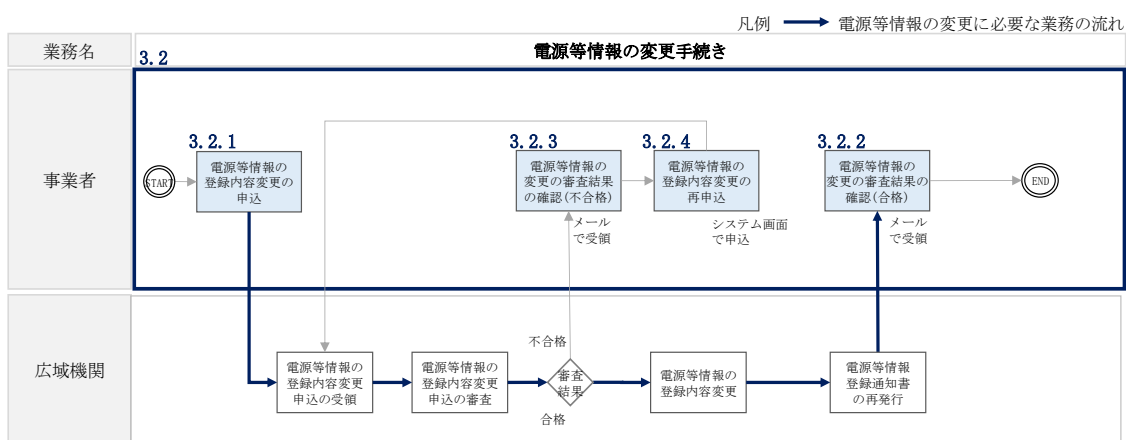 凡例 電源等情報の変更に必要な業務の流れ
業務名
3.2
電源等情報の変更手続き
事業者
START
3.2.1
電源等情報の
登録内容変更の
申込
3.2.3
電源等情報の
変更の審査結果
の確認(不合格)
メール
で受領
3.2.4
電源等情報の
登録内容変更の
再申込
システム画面
で申込
3.2.2
電源等情報の
変更の審査結果の
確認(合格)
メール
で受領
END
広域機関
電源等情報の
登録内容変更
申込の受領
電源等情報の
登録内容変更
申込の審査
不合格
審査
結果
合格
電源等情報の
登録内容変更
電源等情報
登録通知書
の再発行